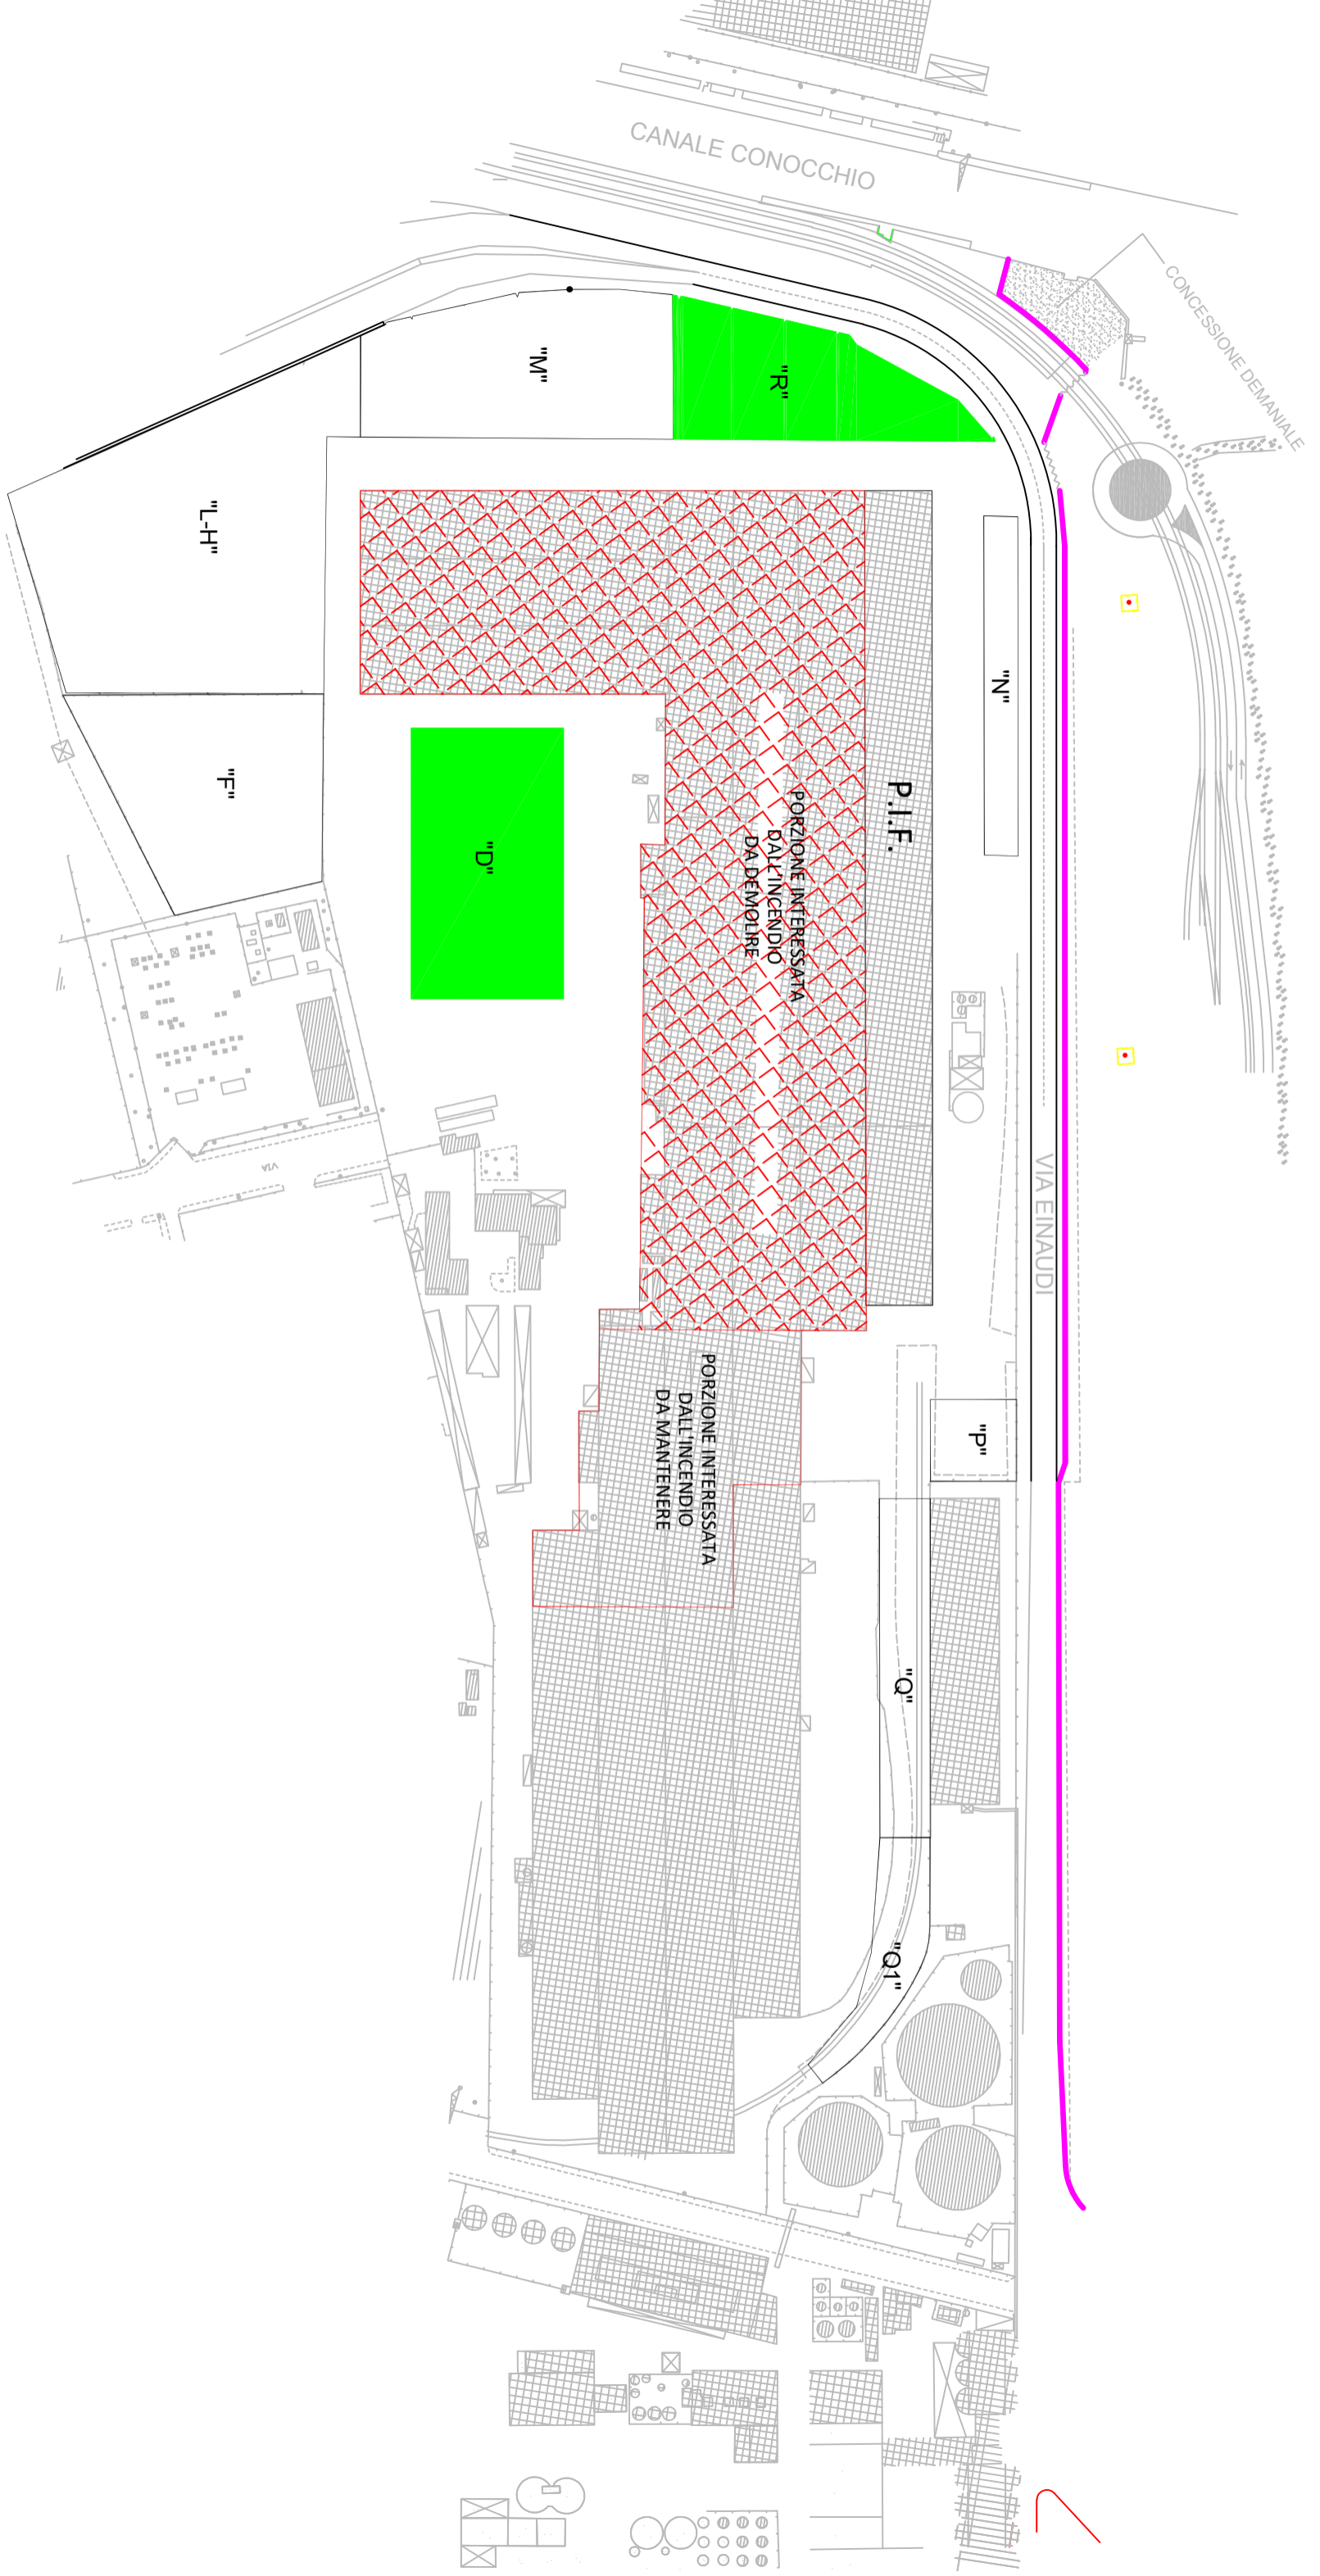 CANALE CONOCCHIO
CONCESSIONE DEMANIALE
"M"
"R"
"L-H"
"N"
"F"
"D"
P.I.F.
PORZIONE INTERESSATA
DALL'INCENDIO
DA DEMOLIRE
VIA
VIA EINAUDI
"P"
PORZIONE INTERESSATA
DALL'INCENDIO
DA MANTENERE
"Q"
"Q1"